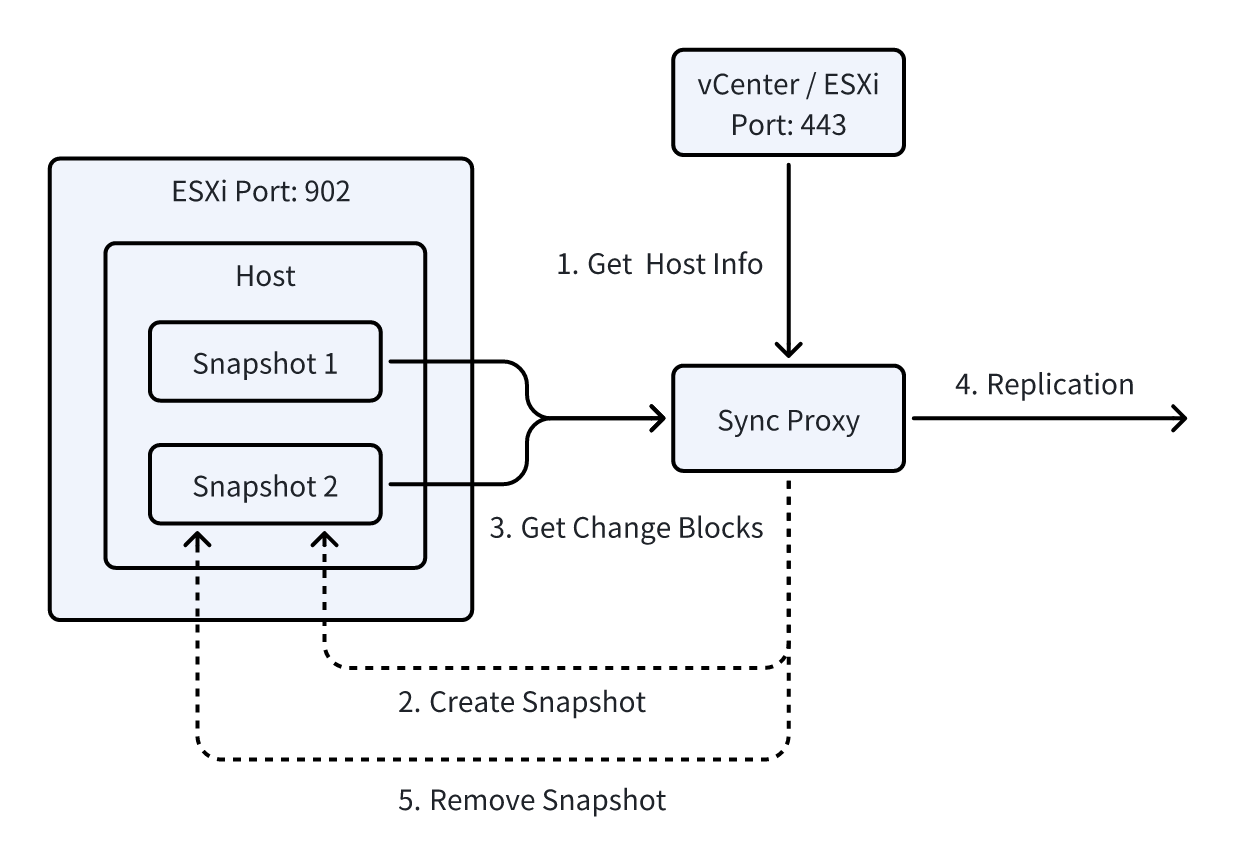 vCenter / ESXi
Port: 443
ESXi Port: 902
Host
1. Get Host Info
Snapshot 1
4. Replication
Sync Proxy
Snapshot 2
3. Get Change Blocks
2. Create Snapshot
5. Remove Snapshot